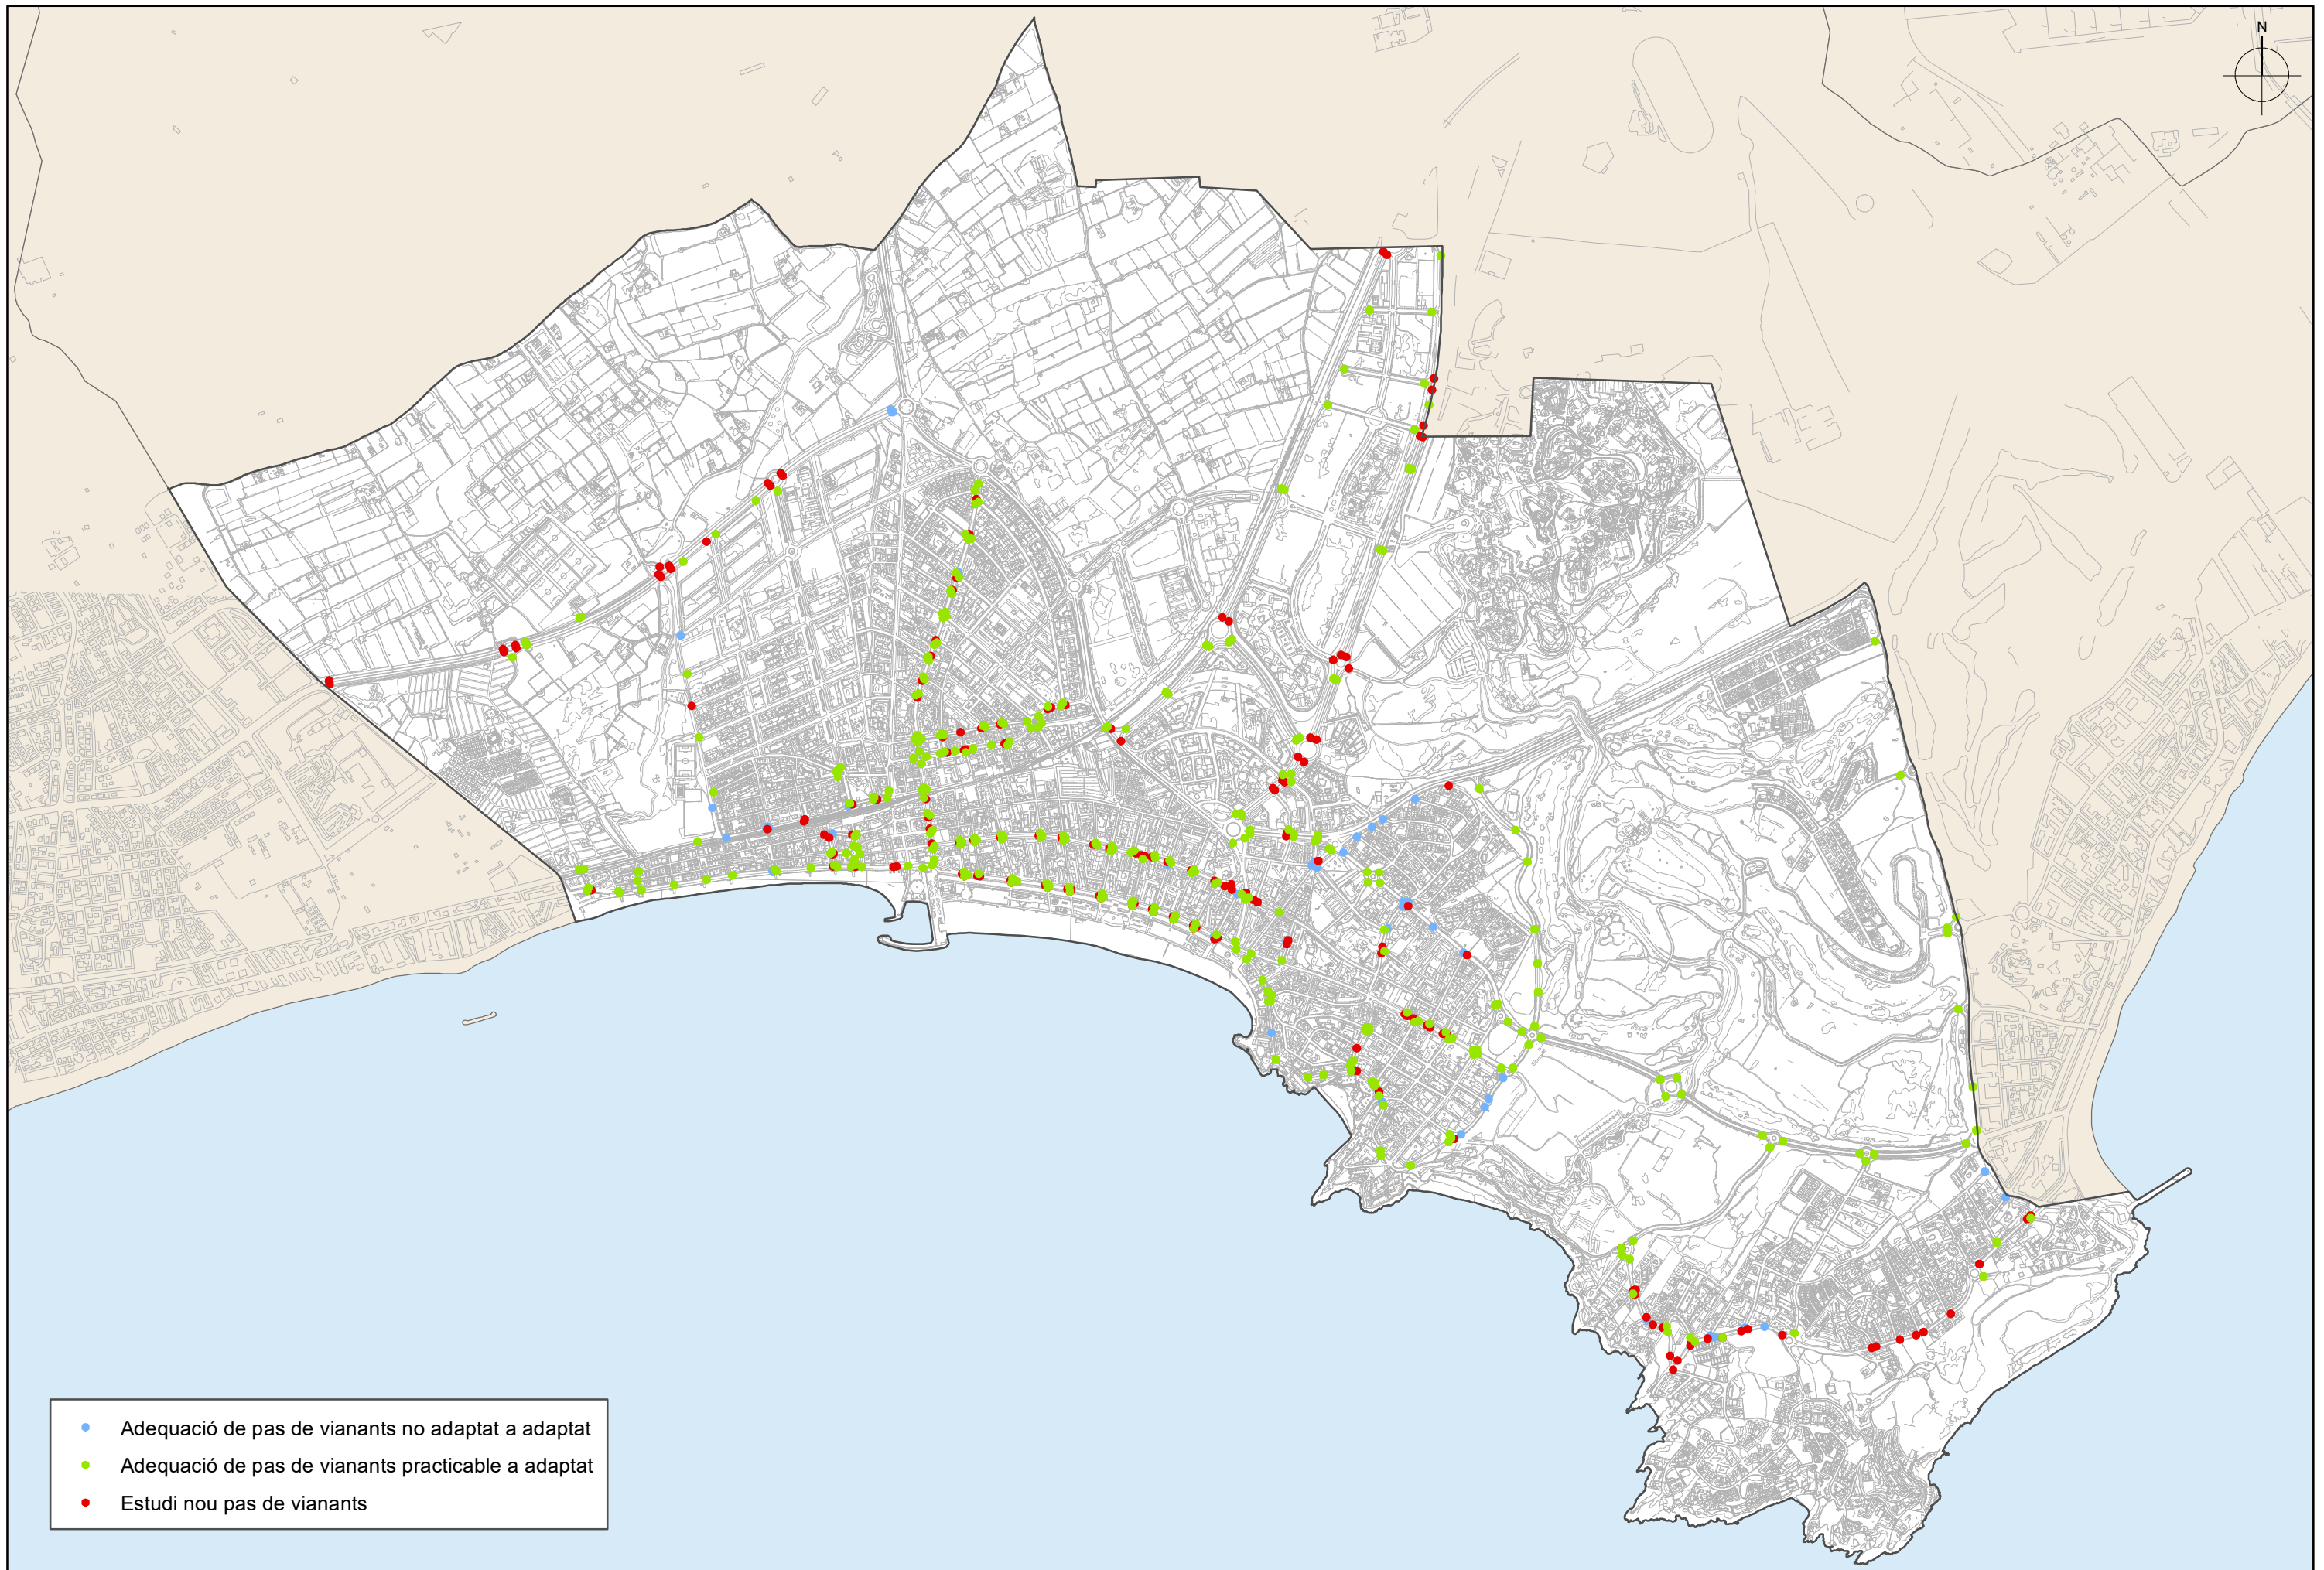 N
Adequació de pas de vianants no adaptat a adaptat
Adequació de pas de vianants practicable a adaptat
Estudi nou pas de vianants